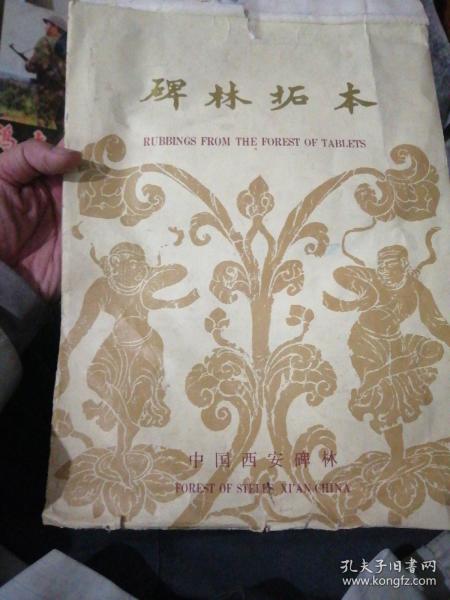 碑林拓本
RUBBINGS FROM THE FOREST OF TABLETS
中国西安碑林
FOREST OF STELES XI'AN, CHINA
孔夫子旧书网
www.kongfz.com